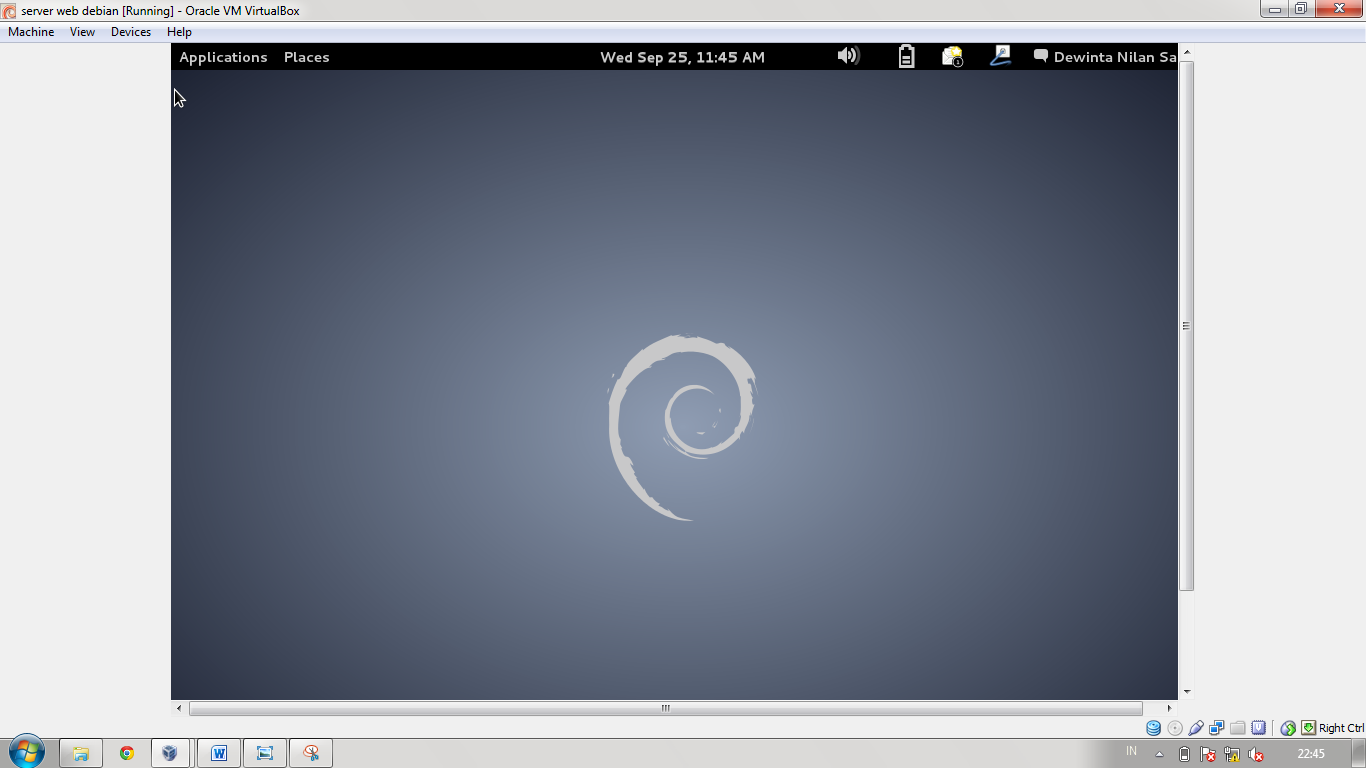 server web debian [Running] - Oracle VM VirtualBox
Machine View Devices Help
Applications Places Wed Sep 25, 11:45 AM 1 Dewinta Nilan Sa
Right Ctrl
W IN 22:45